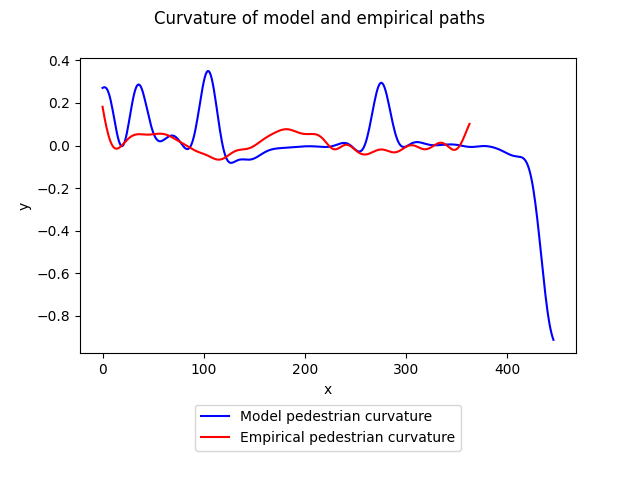 Curvature of model and empirical paths
0.4
0.2
0.0
−0.2
−0.4
−0.6
−0.8
y
0 100 200 300 400
x
Model pedestrian curvature
Empirical pedestrian curvature